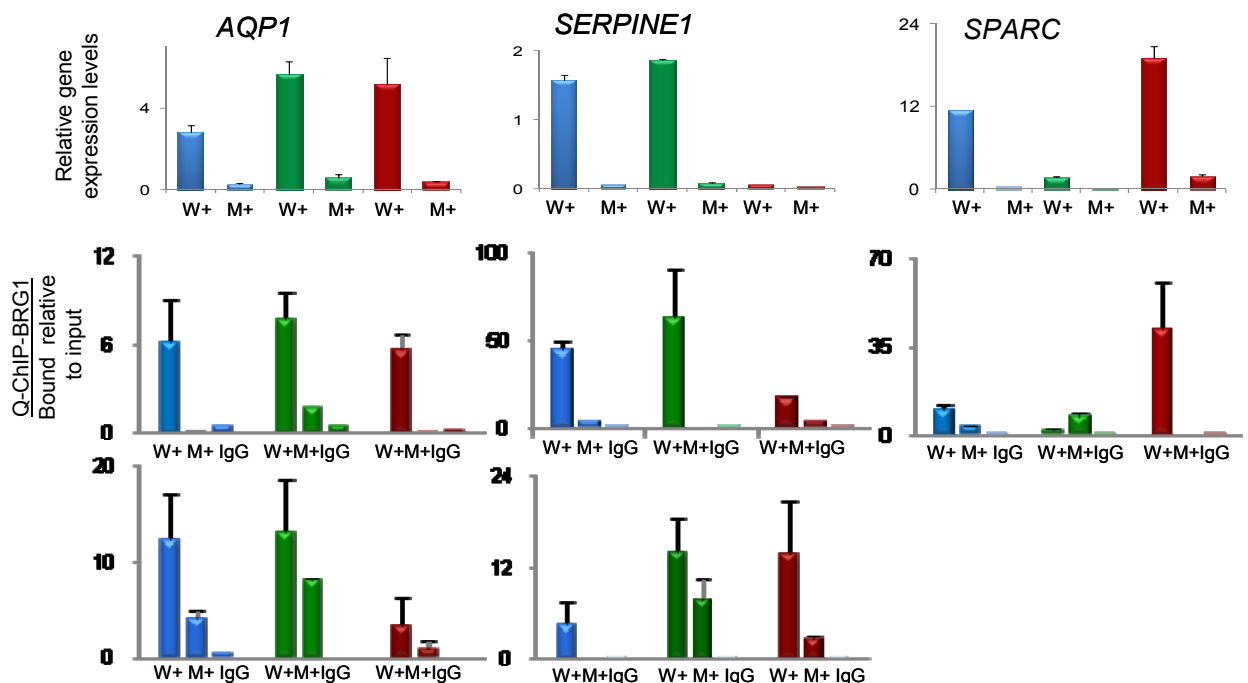 AQP1
SERPINE1
SPARC
Relative gene
expression levels
4
0
2
1
0
24
12
0
W+ M+ W+ M+ W+ M+
W+ M+ W+ M+ W+ M+
W+ M+ W+ M+ W+ M+
Q-ChIP-BRG1
Bound relative
to input
12
6
0
100
50
0
70
35
0
W+ M+ IgG W+M+IgG W+M+IgG
W+ M+ IgG W+M+IgG W+M+IgG
W+ M+ IgG W+M+IgG W+M+IgG
20
10
0
24
12
0
W+ M+ IgG W+M+IgG W+M+IgG
W+M+IgG W+ M+ IgG W+ M+ IgG